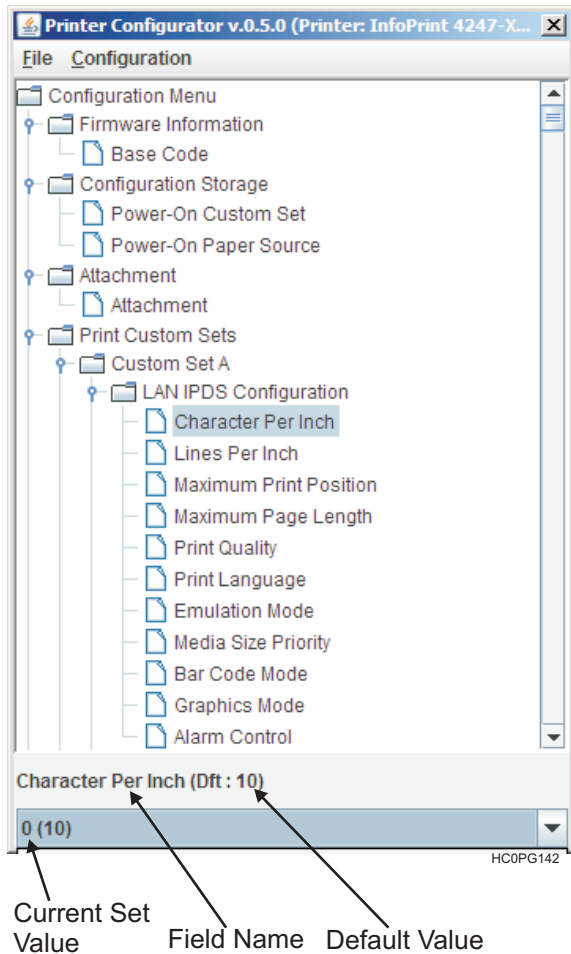 Printer Configurator v.0.5.0 (Printer: InfoPrint 4247-X...
File Configuration
Configuration Menu
Firmware Information
Base Code
Configuration Storage
Power-On Custom Set
Power-On Paper Source
Attachment
Attachment
Print Custom Sets
Custom Set A
LAN IPDS Configuration
Character Per Inch
Lines Per Inch
Maximum Print Position
Maximum Page Length
Print Quality
Print Language
Emulation Mode
Media Size Priority
Bar Code Mode
Graphics Mode
Alarm Control
Character Per Inch (Dft : 10)
0 (10)
HC0PG142
Current Set
Value
Field Name
Default Value